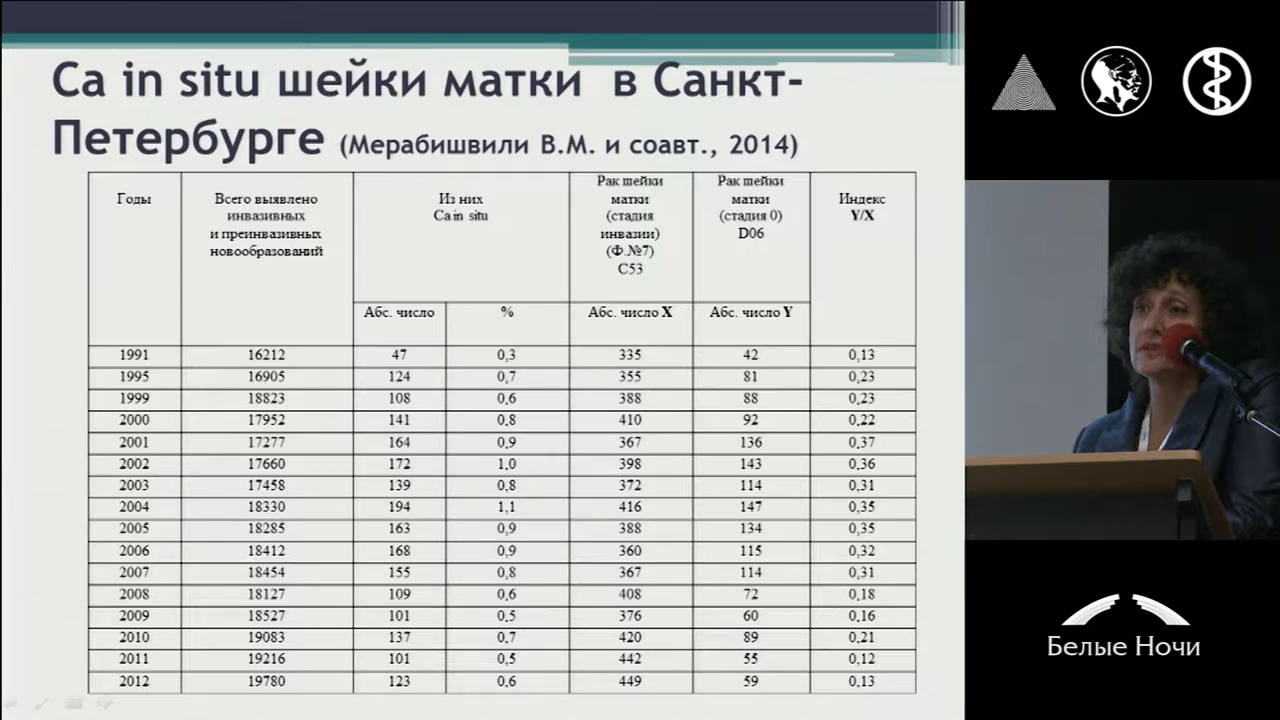 Ca in situ шейки матки в Санкт-
Петербурге (Мерабишвили В.М. и соавт., 2014)
Годы
Всего выявлено
инвазивных
и преинвазивных
новообразований
Из них
Ca in situ
Рак шейки
матки
(стадия
инвазии)
(Ф.№7)
C53
Рак шейки
матки
(стадия 0)
D06
Индекс
Y/X
Абс. число % Абс. число X Абс. число Y
1991 16212 47 0,3 335 42 0,13
1995 16905 124 0,7 355 81 0,23
1999 18823 108 0,6 388 88 0,23
2000 17952 141 0,8 410 92 0,22
2001 17277 164 0,9 367 136 0,37
2002 17660 172 1,0 398 143 0,36
2003 17458 139 0,8 372 114 0,31
2004 18330 194 1,1 416 147 0,35
2005 18285 163 0,9 388 134 0,35
2006 18412 168 0,9 360 115 0,32
2007 18454 155 0,8 367 114 0,31
2008 18127 109 0,6 408 72 0,18
2009 18527 101 0,5 376 60 0,16
2010 19083 137 0,7 420 89 0,21
2011 19216 101 0,5 442 55 0,12
2012 19780 123 0,6 449 59 0,13
Белые Ночи